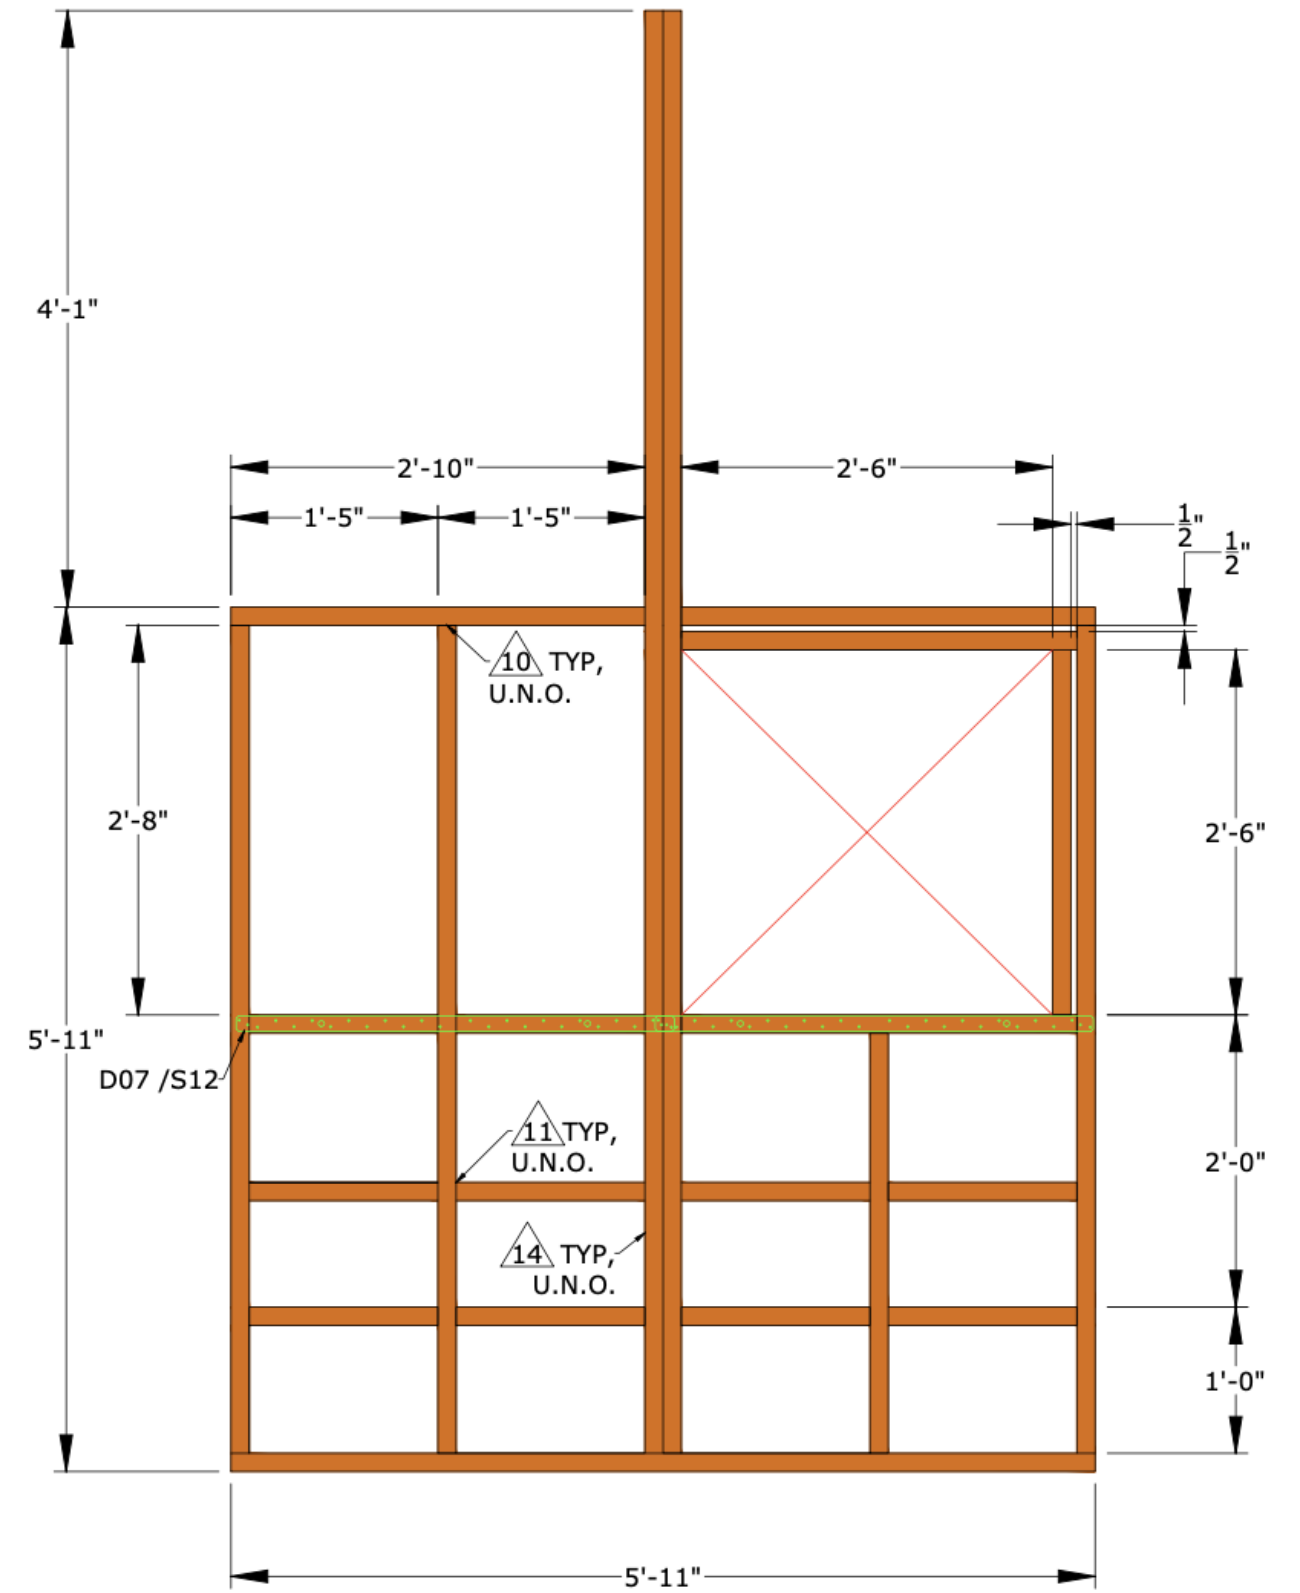 4'-1"
2'-10"
2'-6"
1'-5"
1'-5"
1/2"
1/2"
10 TYP,
U.N.O.
2'-8"
2'-6"
5'-11"
D07 /S12
11 TYP,
U.N.O.
2'-0"
14 TYP,
U.N.O.
1'-0"
5'-11"